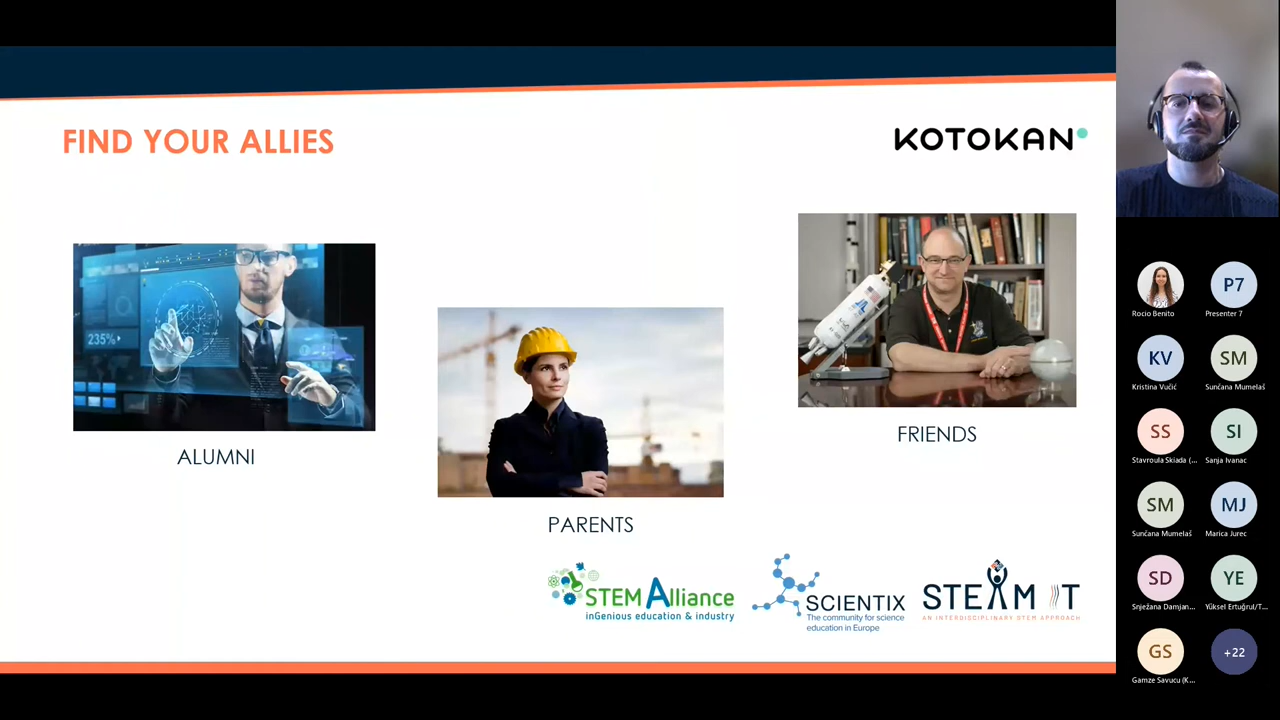 FIND YOUR ALLIES
KOTOKAN
235%
ALUMNI
PARENTS
FRIENDS
STEM Alliance
inGenious education & industry
SCIENTIX
The community for science
education in Europe
STEAM IT
AN INTERDISCIPLINARY STEM APPROACH
Rocio Benito
P7
Presenter 7
KV
Kristina Vučić
SM
Sunčana Mumelaš
SS
Stavroula Skiada (...
SI
Sanja Ivanac
SM
Sunčana Mumelaš
MJ
Marica Jurec
SD
Snježana Damjan...
YE
Yüksel Ertuğrul/T...
GS
Gamze Savucu (K...
+22